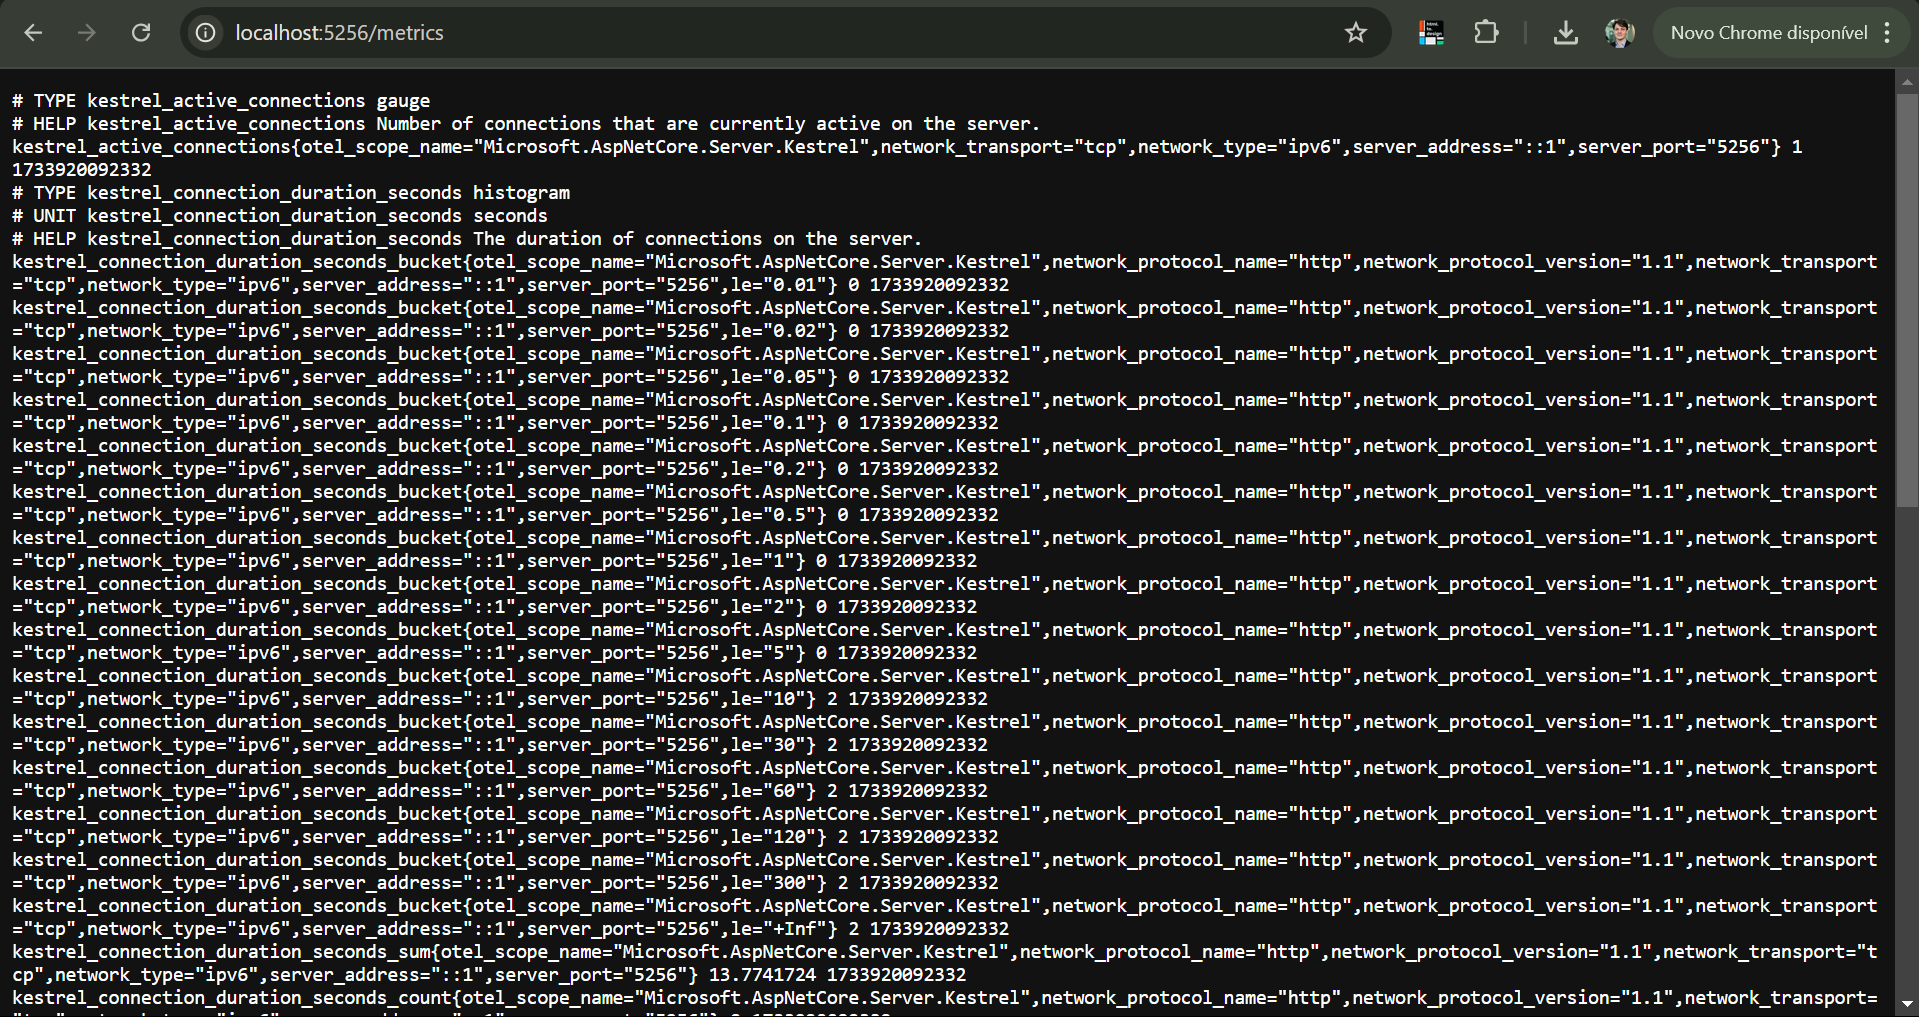 localhost:5256/metrics
Novo Chrome disponível
# TYPE kestrel_active_connections gauge
# HELP kestrel_active_connections Number of connections that are currently active on the server.
kestrel_active_connections{otel_scope_name="Microsoft.AspNetCore.Server.Kestrel",network_transport="tcp",network_type="ipv6",server_address="::1",server_port="5256"} 1
1733920092332
# TYPE kestrel_connection_duration_seconds histogram
# UNIT kestrel_connection_duration_seconds seconds
# HELP kestrel_connection_duration_seconds The duration of connections on the server.
kestrel_connection_duration_seconds_bucket{otel_scope_name="Microsoft.AspNetCore.Server.Kestrel",network_protocol_name="http",network_protocol_version="1.1",network_transport
="tcp",network_type="ipv6",server_address="::1",server_port="5256",le="0.01"} 0 1733920092332
kestrel_connection_duration_seconds_bucket{otel_scope_name="Microsoft.AspNetCore.Server.Kestrel",network_protocol_name="http",network_protocol_version="1.1",network_transport
="tcp",network_type="ipv6",server_address="::1",server_port="5256",le="0.02"} 0 1733920092332
kestrel_connection_duration_seconds_bucket{otel_scope_name="Microsoft.AspNetCore.Server.Kestrel",network_protocol_name="http",network_protocol_version="1.1",network_transport
="tcp",network_type="ipv6",server_address="::1",server_port="5256",le="0.05"} 0 1733920092332
kestrel_connection_duration_seconds_bucket{otel_scope_name="Microsoft.AspNetCore.Server.Kestrel",network_protocol_name="http",network_protocol_version="1.1",network_transport
="tcp",network_type="ipv6",server_address="::1",server_port="5256",le="0.1"} 0 1733920092332
kestrel_connection_duration_seconds_bucket{otel_scope_name="Microsoft.AspNetCore.Server.Kestrel",network_protocol_name="http",network_protocol_version="1.1",network_transport
="tcp",network_type="ipv6",server_address="::1",server_port="5256",le="0.2"} 0 1733920092332
kestrel_connection_duration_seconds_bucket{otel_scope_name="Microsoft.AspNetCore.Server.Kestrel",network_protocol_name="http",network_protocol_version="1.1",network_transport
="tcp",network_type="ipv6",server_address="::1",server_port="5256",le="0.5"} 0 1733920092332
kestrel_connection_duration_seconds_bucket{otel_scope_name="Microsoft.AspNetCore.Server.Kestrel",network_protocol_name="http",network_protocol_version="1.1",network_transport
="tcp",network_type="ipv6",server_address="::1",server_port="5256",le="1"} 0 1733920092332
kestrel_connection_duration_seconds_bucket{otel_scope_name="Microsoft.AspNetCore.Server.Kestrel",network_protocol_name="http",network_protocol_version="1.1",network_transport
="tcp",network_type="ipv6",server_address="::1",server_port="5256",le="2"} 0 1733920092332
kestrel_connection_duration_seconds_bucket{otel_scope_name="Microsoft.AspNetCore.Server.Kestrel",network_protocol_name="http",network_protocol_version="1.1",network_transport
="tcp",network_type="ipv6",server_address="::1",server_port="5256",le="5"} 0 1733920092332
kestrel_connection_duration_seconds_bucket{otel_scope_name="Microsoft.AspNetCore.Server.Kestrel",network_protocol_name="http",network_protocol_version="1.1",network_transport
="tcp",network_type="ipv6",server_address="::1",server_port="5256",le="10"} 2 1733920092332
kestrel_connection_duration_seconds_bucket{otel_scope_name="Microsoft.AspNetCore.Server.Kestrel",network_protocol_name="http",network_protocol_version="1.1",network_transport
="tcp",network_type="ipv6",server_address="::1",server_port="5256",le="30"} 2 1733920092332
kestrel_connection_duration_seconds_bucket{otel_scope_name="Microsoft.AspNetCore.Server.Kestrel",network_protocol_name="http",network_protocol_version="1.1",network_transport
="tcp",network_type="ipv6",server_address="::1",server_port="5256",le="60"} 2 1733920092332
kestrel_connection_duration_seconds_bucket{otel_scope_name="Microsoft.AspNetCore.Server.Kestrel",network_protocol_name="http",network_protocol_version="1.1",network_transport
="tcp",network_type="ipv6",server_address="::1",server_port="5256",le="120"} 2 1733920092332
kestrel_connection_duration_seconds_bucket{otel_scope_name="Microsoft.AspNetCore.Server.Kestrel",network_protocol_name="http",network_protocol_version="1.1",network_transport
="tcp",network_type="ipv6",server_address="::1",server_port="5256",le="300"} 2 1733920092332
kestrel_connection_duration_seconds_bucket{otel_scope_name="Microsoft.AspNetCore.Server.Kestrel",network_protocol_name="http",network_protocol_version="1.1",network_transport
="tcp",network_type="ipv6",server_address="::1",server_port="5256",le="+Inf"} 2 1733920092332
kestrel_connection_duration_seconds_sum{otel_scope_name="Microsoft.AspNetCore.Server.Kestrel",network_protocol_name="http",network_protocol_version="1.1",network_transport="t
cp",network_type="ipv6",server_address="::1",server_port="5256"} 13.7741724 1733920092332
kestrel_connection_duration_seconds_count{otel_scope_name="Microsoft.AspNetCore.Server.Kestrel",network_protocol_name="http",network_protocol_version="1.1",network_transport=